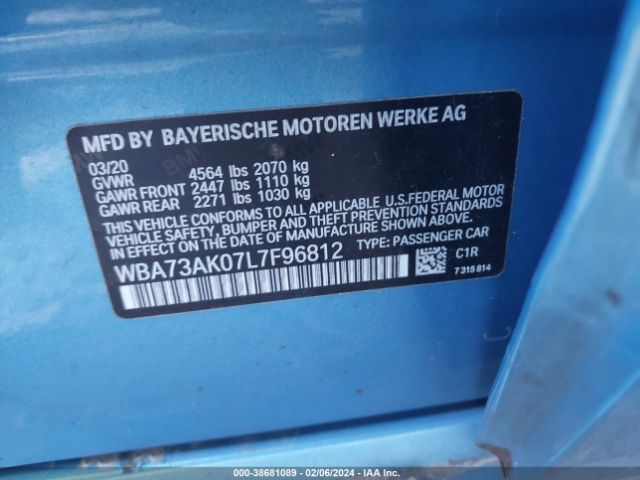 MFD BY BAYERISCHE MOTOREN WERKE AG
03/20
GVWR 4564 lbs 2070 kg
GAWR FRONT 2447 lbs 1110 kg
GAWR REAR 2271 lbs 1030 kg
THIS VEHICLE CONFORMS TO ALL APPLICABLE U.S.FEDERAL MOTOR
VEHICLE SAFETY, BUMPER, AND THEFT PREVENTION STANDARDS
IN EFFECT ON THE DATE OF MANUFACTURE SHOWN ABOVE.
WBA73AK07L7F96812 TYPE: PASSENGER CAR
C1R
7 315 814
000-38681089 - 02/06/2024 - IAA Inc.